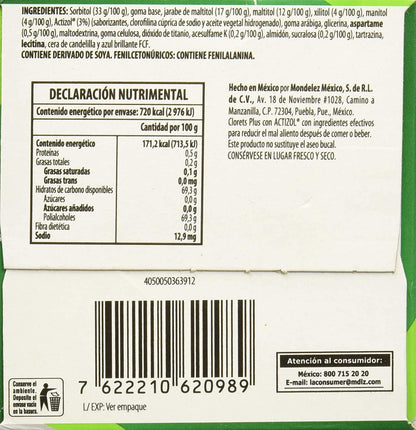 INGREDIENTES: Sorbitol (33 g/100 g), goma base, jarabe de maltitol (17 g/100 g), maltitol (12 g/100 g), xilitol (4 g/100 g), manitol
(4 g/100 g), Actizol® (3%) (saborizantes, clorofilina cúprica de sodio y aceite vegetal hidrogenado), goma arábiga, glicerina, aspartame
(0,5 g/100 g), maltodextrina, goma celulosa, dióxido de titanio, acesulfame K (0,2 g/100 g), almidón, sucralosa (0,2 g/100 g), tartrazina,
lecitina, cera de candelilla y azul brillante FCF.
CONTIENE DERIVADO DE SOYA. FENILCETONÚRICOS: CONTIENE FENILALANINA.
DECLARACIÓN NUTRIMENTAL
Contenido energético por envase: 720 kcal (2 976 kJ)
Cantidad por 100 g
Contenido energético 171,2 kcal (713,5 kJ)
Proteínas 0,5 g
Grasas totales 0,2 g
Grasas saturadas 0,1 g
Grasas trans 0,0 mg
Hidratos de carbono disponibles 69,3 g
Azúcares 0,0 g
Azúcares añadidos 0,0 g
Polialcoholes 69,3 g
Fibra dietética 0,0 g
Sodio 12,9 mg
Hecho en México por Mondelez México, S. de R.L.
de C.V., Av. 18 de Noviembre #1028, Camino a
Manzanilla, C.P. 72304, Puebla, Pue., México.
Clorets Plus con ACTIZOL® con ingredientes efectivos
para reducir el mal aliento después de comer o beber.
Este producto no sustituye el aseo bucal.
CONSÉRVESE EN LUGAR FRESCO Y SECO.
4050050363912
7 622210 620989
L/ EXP: Ver empaque
Conserve el
ambiente.
Deposite el
envase vacío
en la basura.
Atención al consumidor:
México: 800 715 20 20
E-mail: laconsumer@mdlz.com